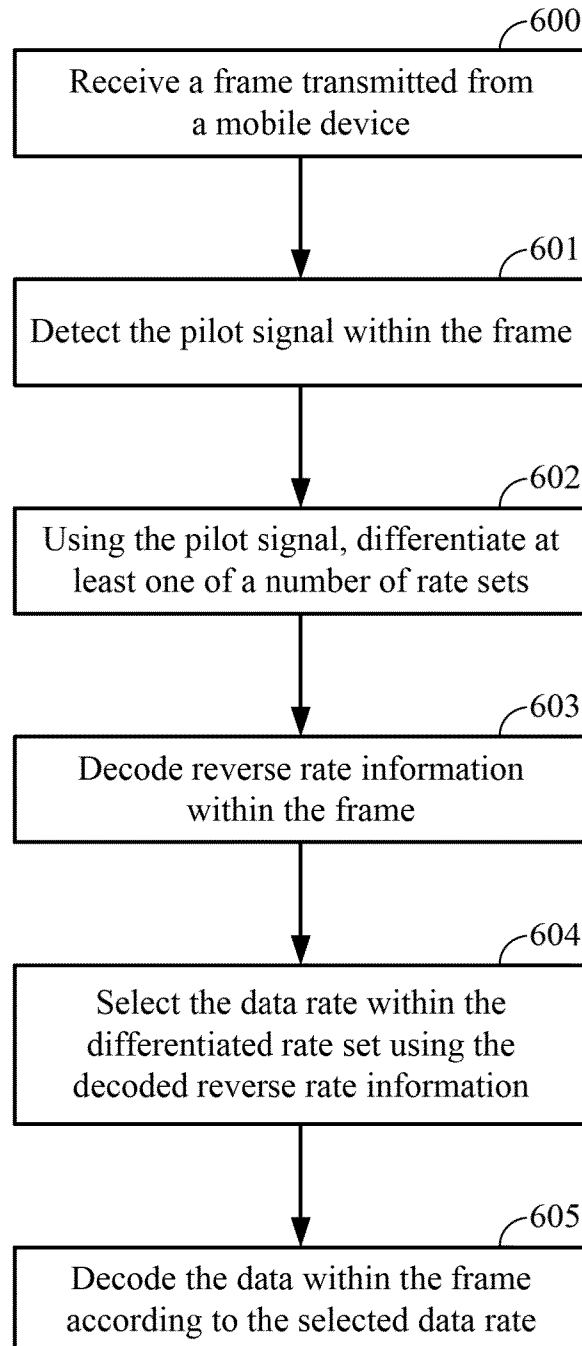 600
Receive a frame transmitted from
a mobile device
601
Detect the pilot signal within the frame
602
Using the pilot signal, differentiate at
least one of a number of rate sets
603
Decode reverse rate information
within the frame
604
Select the data rate within the
differentiated rate set using the
decoded reverse rate information
605
Decode the data within the frame
according to the selected data rate